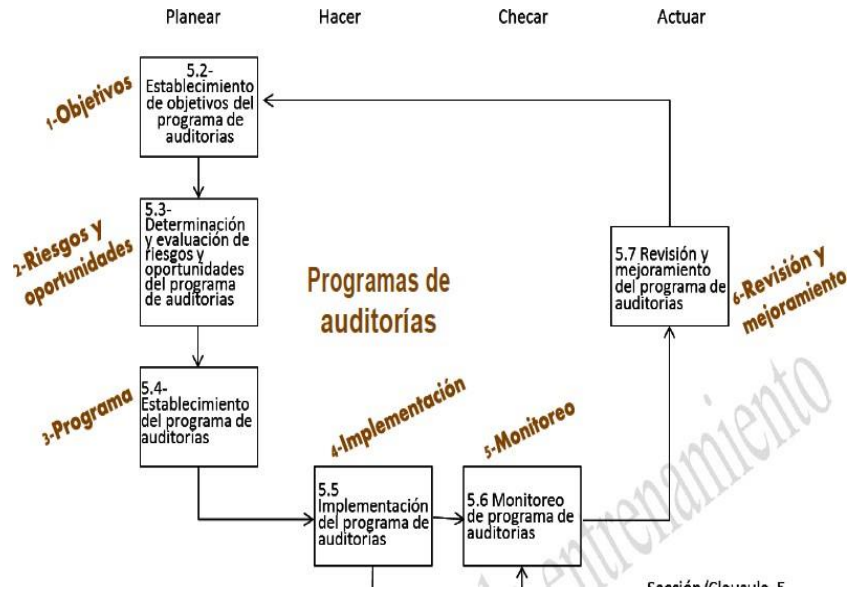 Planear
Hacer
Checar
Actuar
1-Objetivos
5.2-
Establecimiento
de objetivos del
programa de
auditorias
2-Riesgos y
oportunidades
5.3-
Determinación
y evaluación de
riesgos y
oportunidades
del programa
de auditorias
Programas de
auditorías
5.7 Revisión y
mejoramiento
del programa de
auditorias
6-Revisión y
mejoramiento
3-Programa
5.4-
Establecimiento
del programa de
auditorias
4-Implementación
5-Monitoreo
5.5
Implementación
del programa de
auditorias
5.6 Monitoreo
de programa de
auditorias
entrenamiento